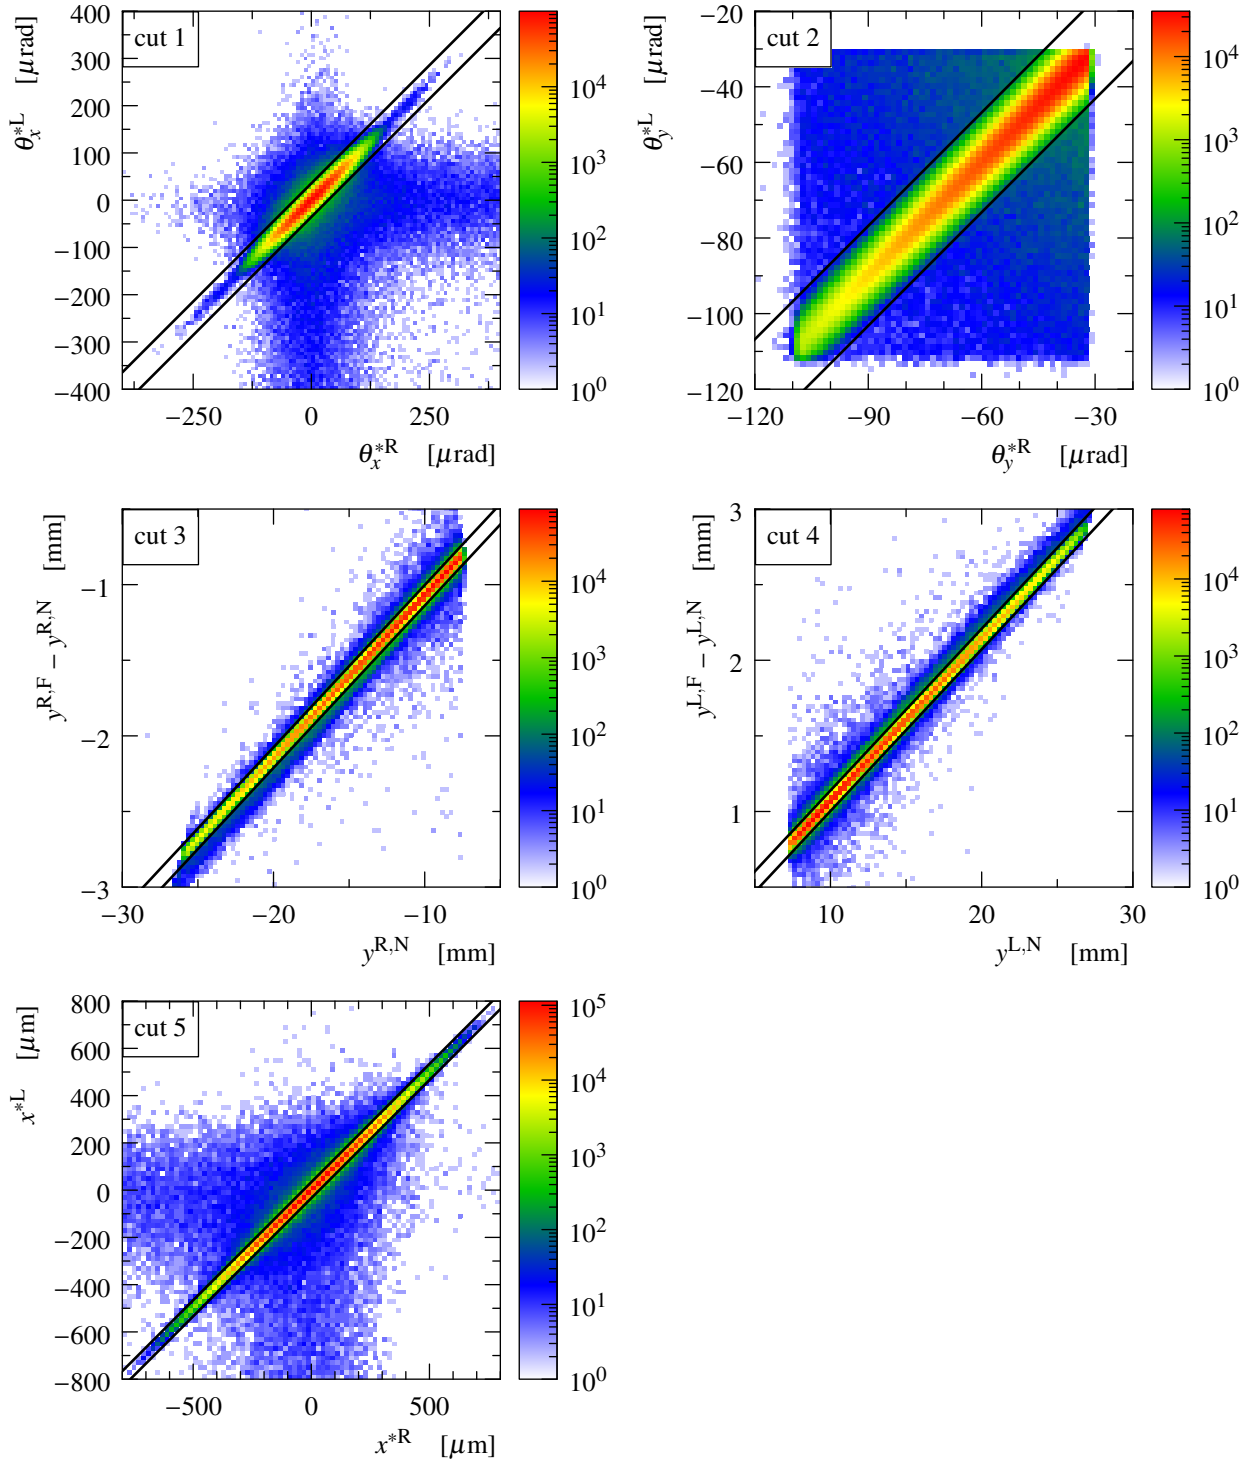 cut 1
θ_x^{*L} [μrad]
400
300
200
100
0
−100
−200
−300
−400
−250 0 250
θ_x^{*R} [μrad]
10^4
10^3
10^2
10^1
10^0
cut 2
θ_y^{*L} [μrad]
−20
−40
−60
−80
−100
−120
−120 −90 −60 −30
θ_y^{*R} [μrad]
10^4
10^3
10^2
10^1
10^0
cut 3
y^{R,F} − y^{R,N} [mm]
−1
−2
−3
−30 −20 −10
y^{R,N} [mm]
10^4
10^3
10^2
10^1
10^0
cut 4
y^{L,F} − y^{L,N} [mm]
3
2
1
10 20 30
y^{L,N} [mm]
10^4
10^3
10^2
10^1
10^0
cut 5
x^{*L} [μm]
800
600
400
200
0
−200
−400
−600
−800
−500 0 500
x^{*R} [μm]
10^5
10^4
10^3
10^2
10^1
10^0